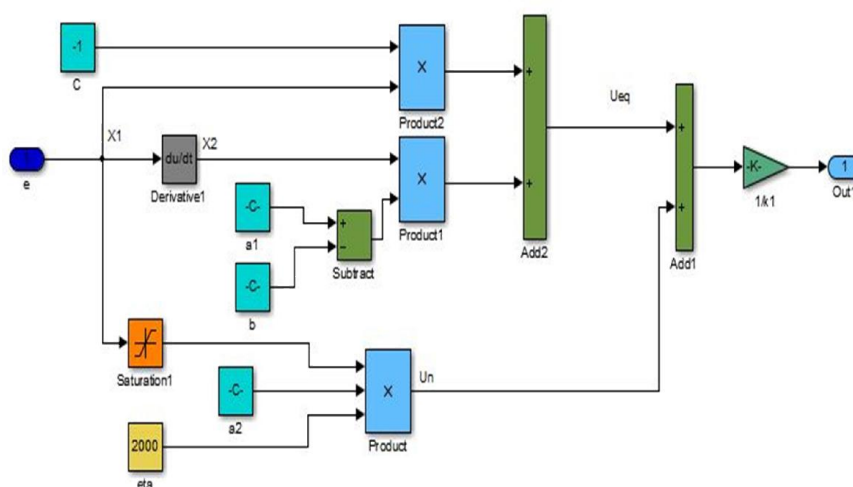 -1
C
X
Product2
+
Ueq
X1
X2
e
du/dt
Derivative1
X
Product1
+
+
-K-
1/k1
1
Out1
-C-
a1
+
−
Subtract
-C-
b
Add2
+
Add1
Saturation1
-C-
a2
X
Product
Un
2000
eta